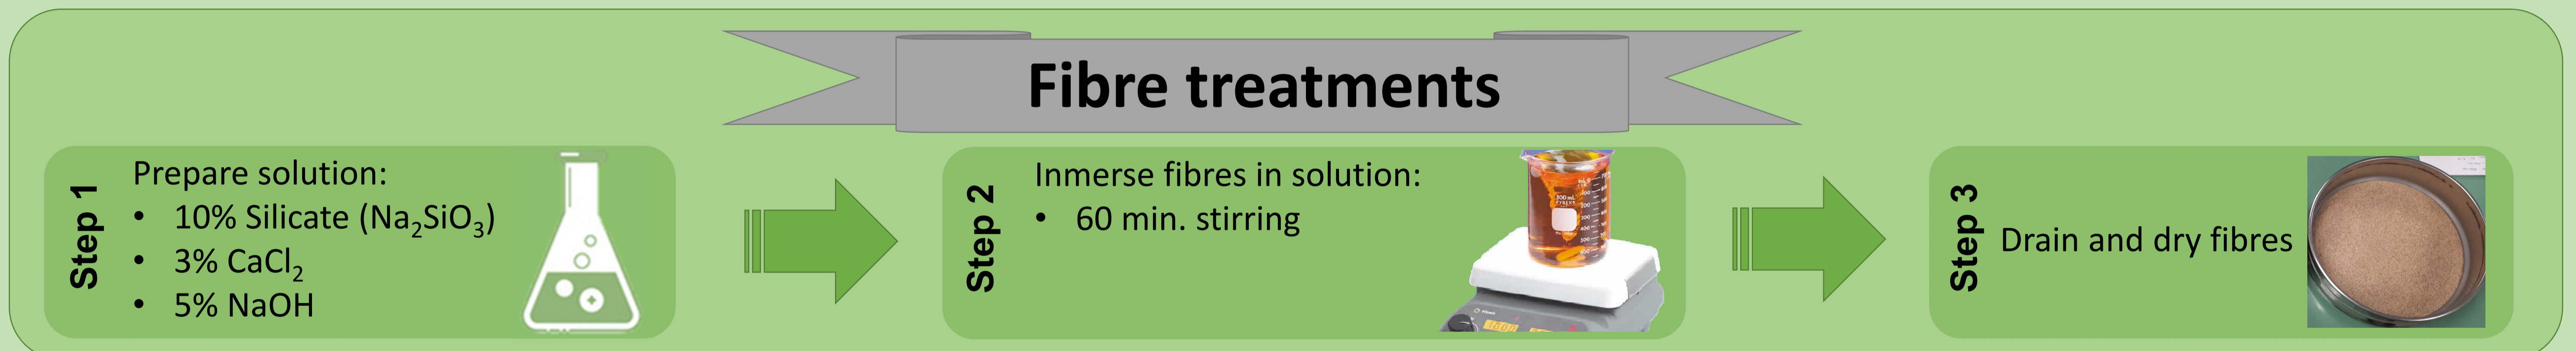 Fibre treatments
Step 1
Prepare solution:
• 10% Silicate (Na₂SiO₃)
• 3% CaCl₂
• 5% NaOH
Step 2
Inmerse fibres in solution:
• 60 min. stirring
Step 3
Drain and dry fibres